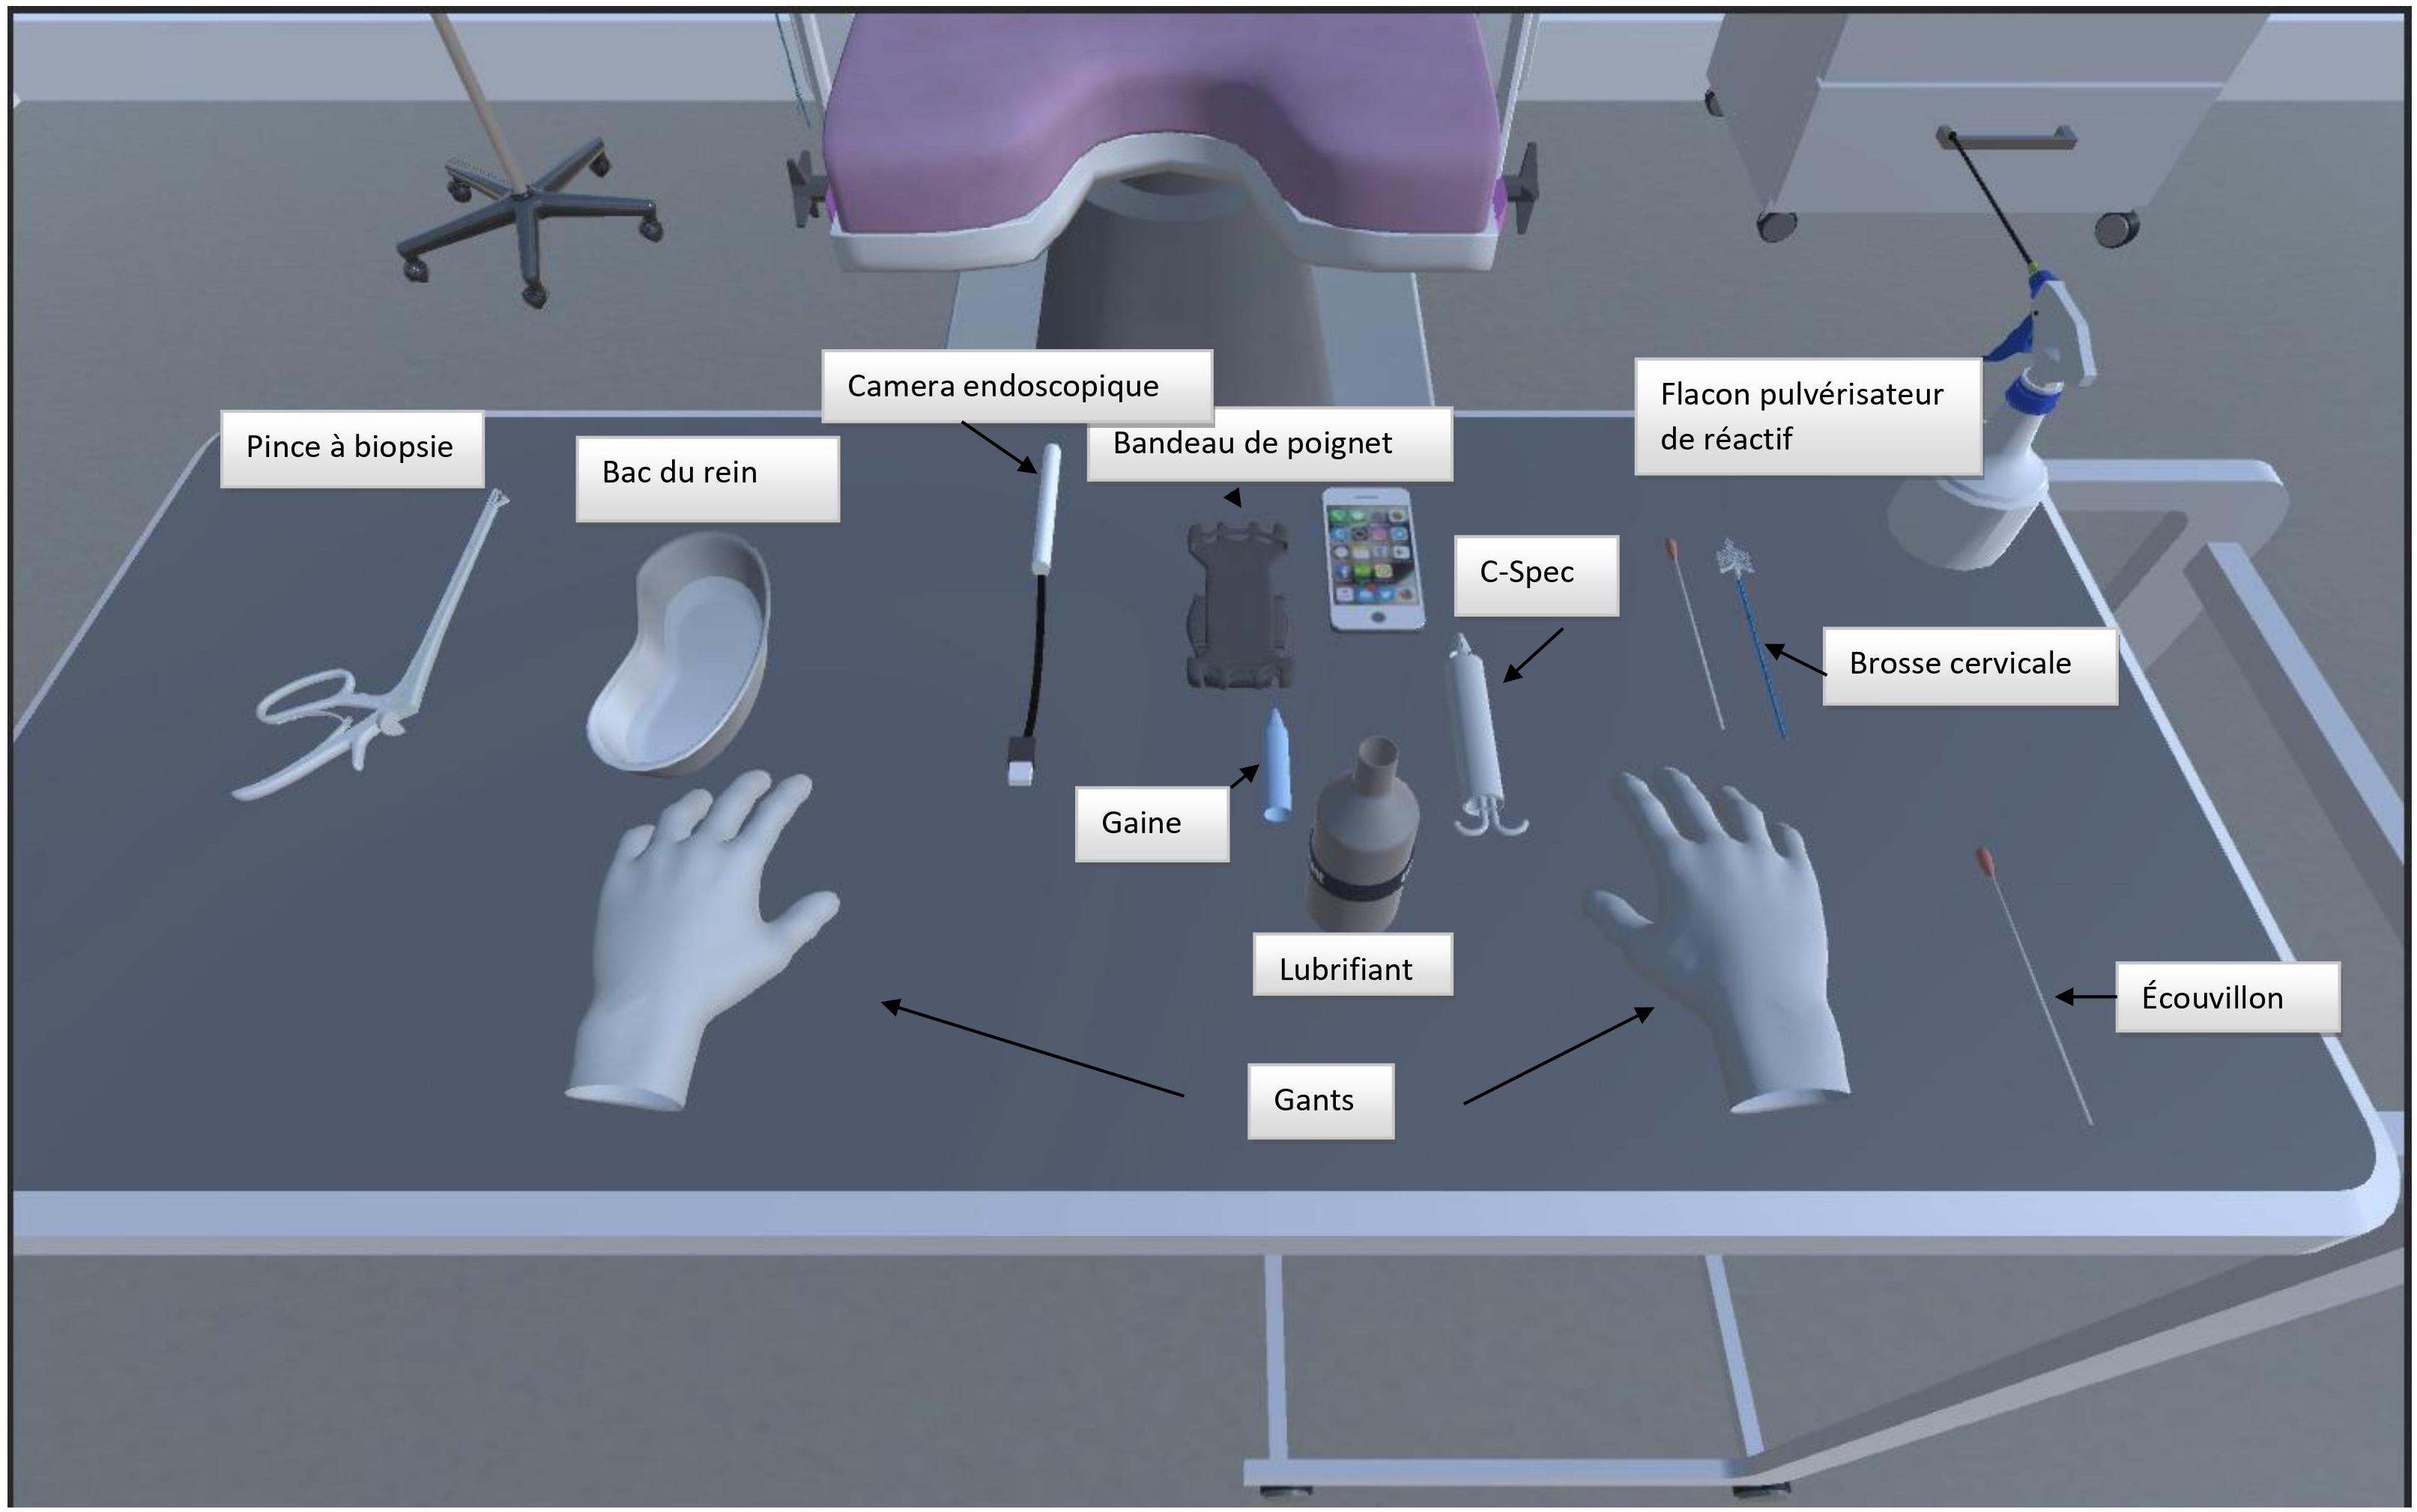 Camera endoscopique
Flacon pulvérisateur
de réactif
Pince à biopsie
Bandeau de poignet
Bac du rein
C-Spec
Brosse cervicale
Gaine
Lubrifiant
Écouvillon
Gants